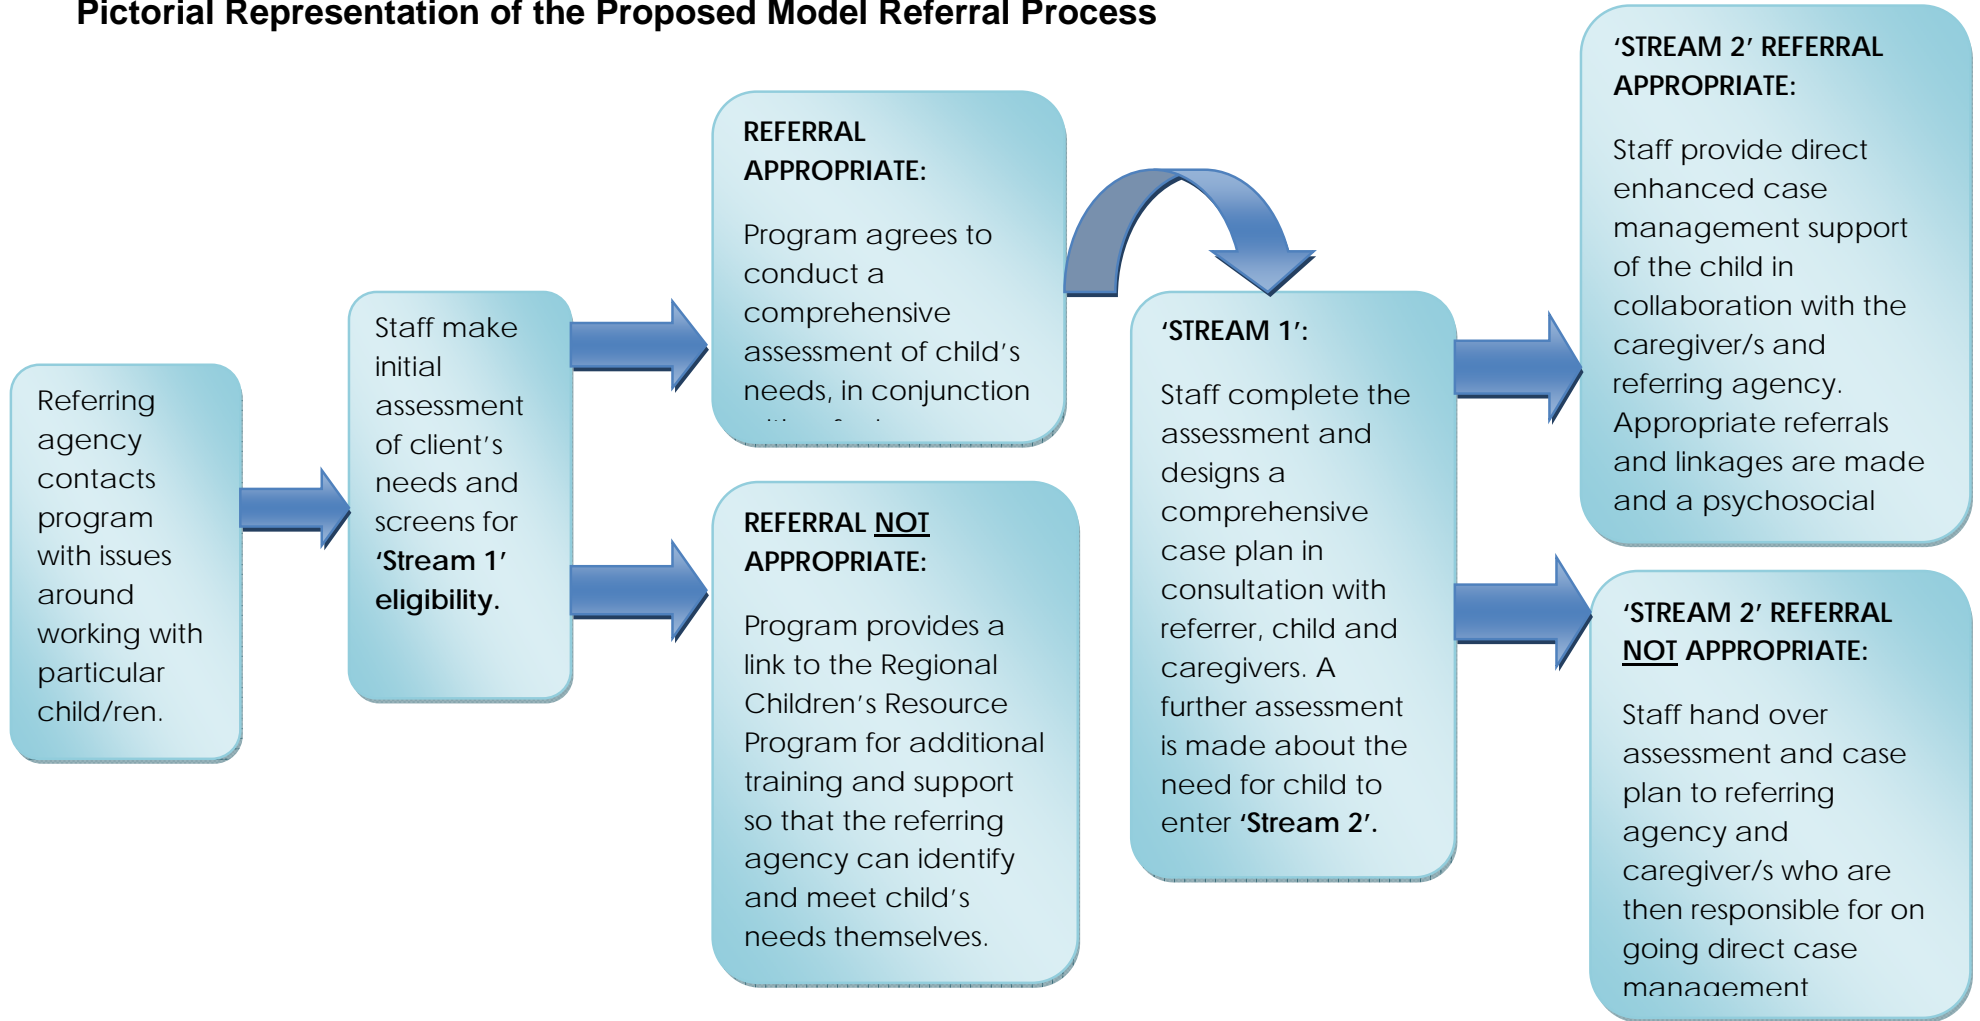 Pictorial Representation of the Proposed Model Referral Process
Referring
agency
contacts
program
with issues
around
working with
particular
child/ren.
Staff make
initial
assessment
of client’s
needs and
screens for
‘Stream 1’
eligibility.
REFERRAL
APPROPRIATE:
Program agrees to
conduct a
comprehensive
assessment of child’s
needs, in conjunction
REFERRAL NOT
APPROPRIATE:
Program provides a
link to the Regional
Children’s Resource
Program for additional
training and support
so that the referring
agency can identify
and meet child’s
needs themselves.
‘STREAM 1’:
Staff complete the
assessment and
designs a
comprehensive
case plan in
consultation with
referrer, child and
caregivers. A
further assessment
is made about the
need for child to
enter ‘Stream 2’.
‘STREAM 2’ REFERRAL
APPROPRIATE:
Staff provide direct
enhanced case
management support
of the child in
collaboration with the
caregiver/s and
referring agency.
Appropriate referrals
and linkages are made
and a psychosocial
‘STREAM 2’ REFERRAL
NOT APPROPRIATE:
Staff hand over
assessment and case
plan to referring
agency and
caregiver/s who are
then responsible for on
going direct case
management